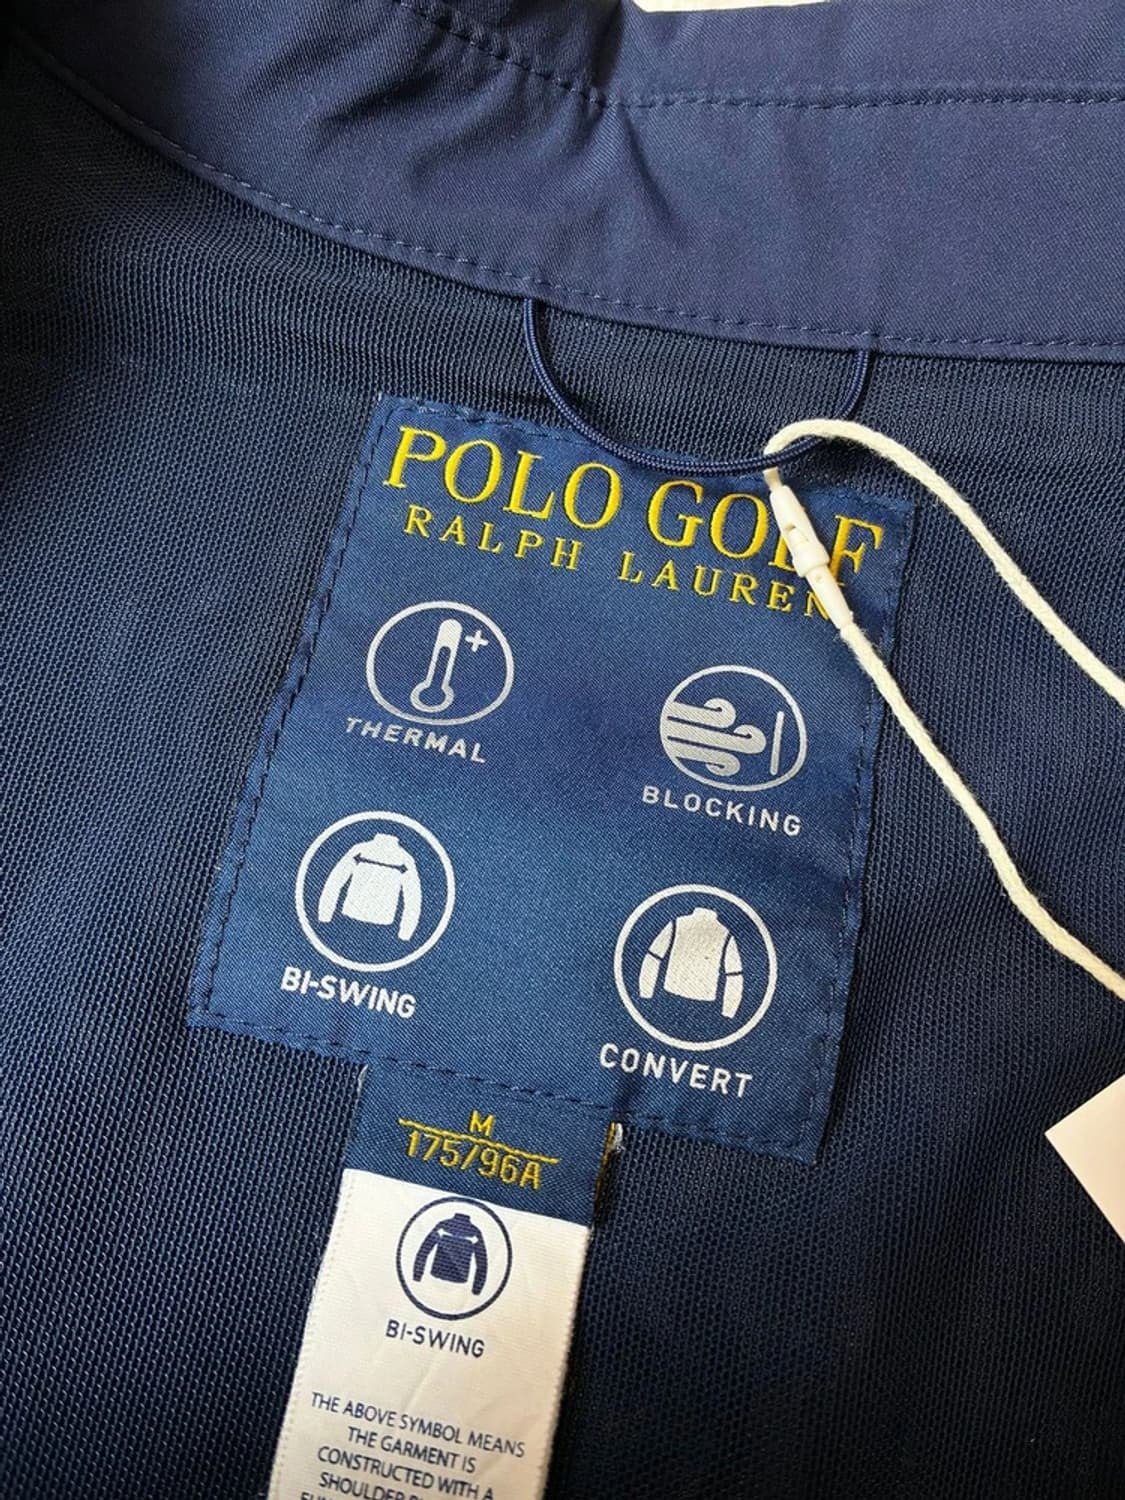 POLO GOLF
RALPH LAUREN
THERMAL
BLOCKING
BI-SWING
CONVERT
M
175/96A
BI-SWING
THE ABOVE SYMBOL MEANS
THE GARMENT IS
CONSTRUCTED WITH A
SHOULDER